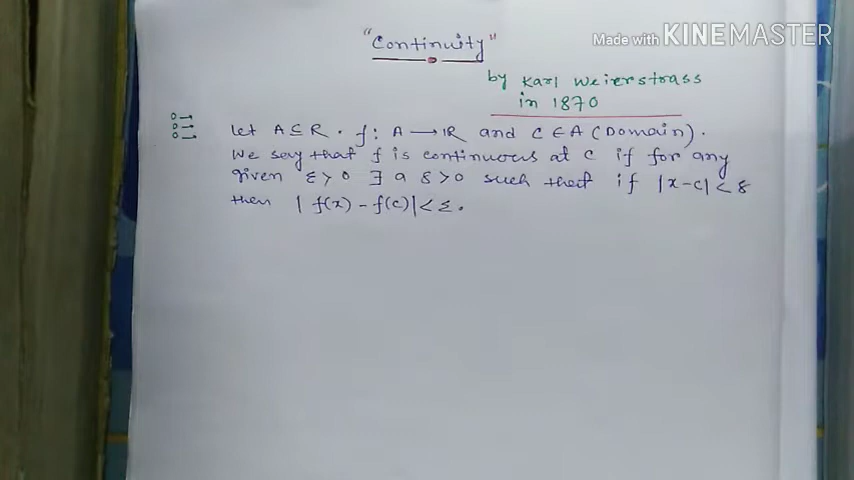 "Continuity"
Made with KINEMASTER
by Karl Weierstrass
in 1870
Let A ⊆ R. f: A → R and C ∈ A (Domain).
We say that f is continuous at c if for any
given ε > 0 ∃ a δ > 0 such that if |x-c| < δ
then | f(x) - f(c)| < ε.